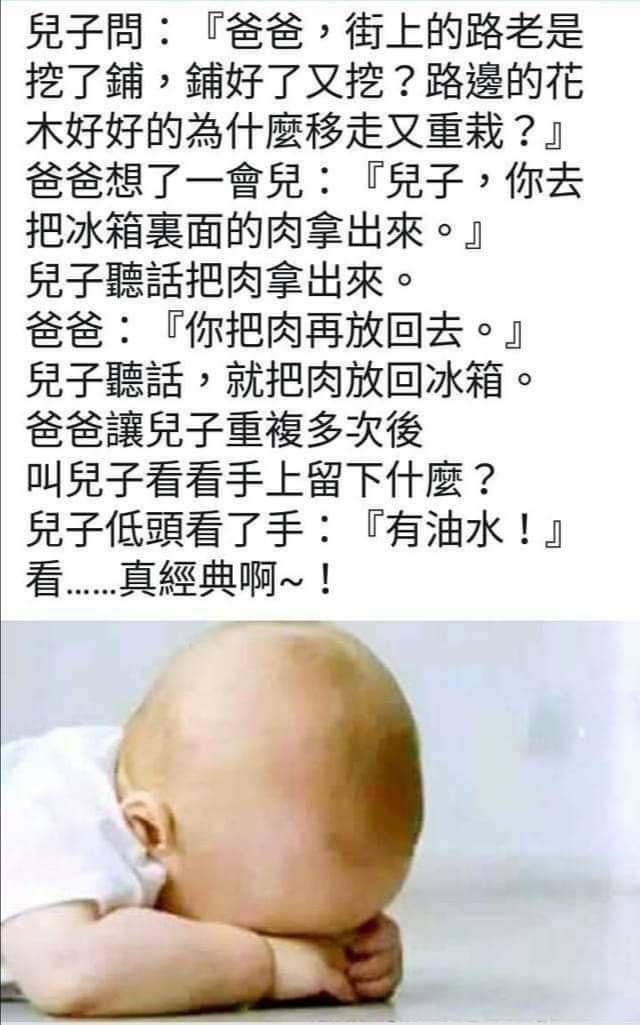 兒子問：『爸爸，街上的路老是
挖了鋪，鋪好了又挖？路邊的花
木好好的為什麼移走又重栽？』
爸爸想了一會兒：『兒子，你去
把冰箱裏面的肉拿出來。』
兒子聽話把肉拿出來。
爸爸：『你把肉再放回去。』
兒子聽話，就把肉放回冰箱。
爸爸讓兒子重複多次後
叫兒子看看手上留下什麼？
兒子低頭看了手：『有油水！』
看......真經典啊~！